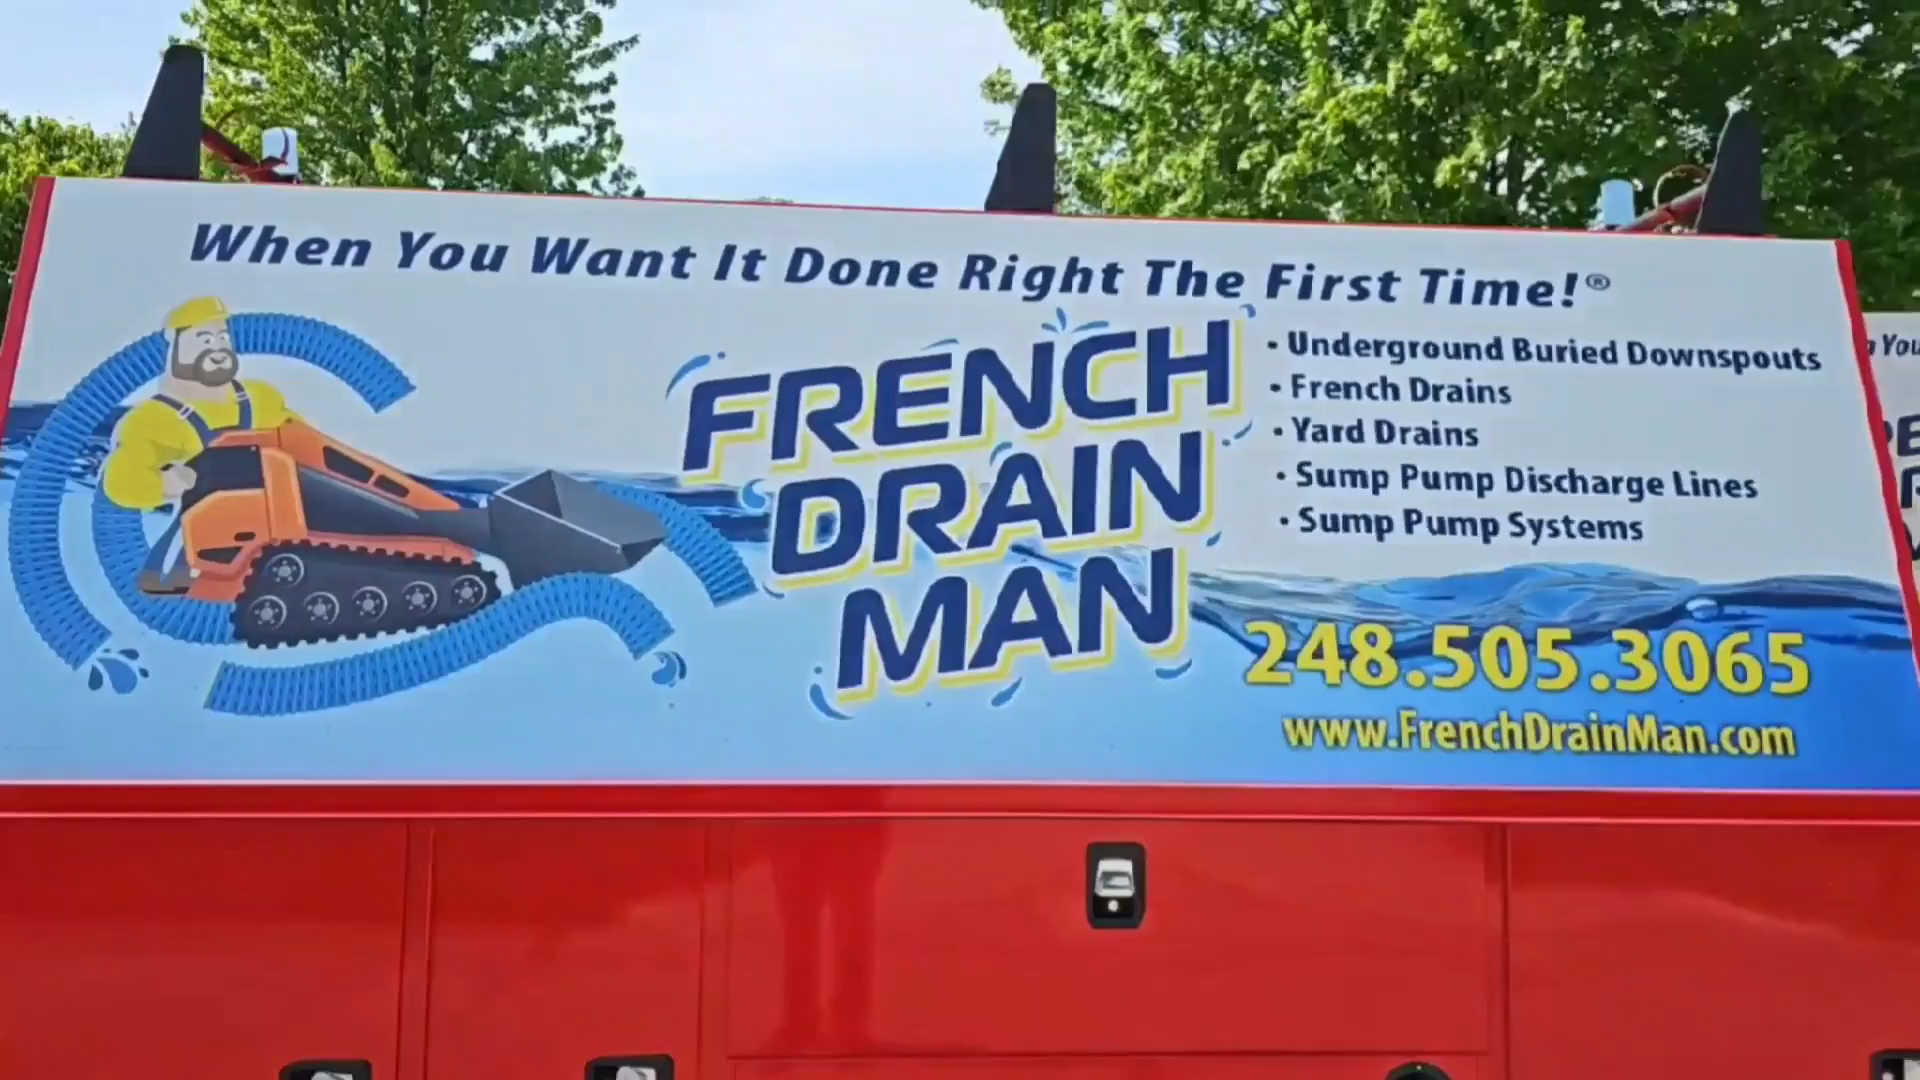 When You Want It Done Right The First Time!®
FRENCH
DRAIN
MAN
• Underground Buried Downspouts
• French Drains
• Yard Drains
• Sump Pump Discharge Lines
• Sump Pump Systems
248.505.3065
www.FrenchDrainMan.com
You